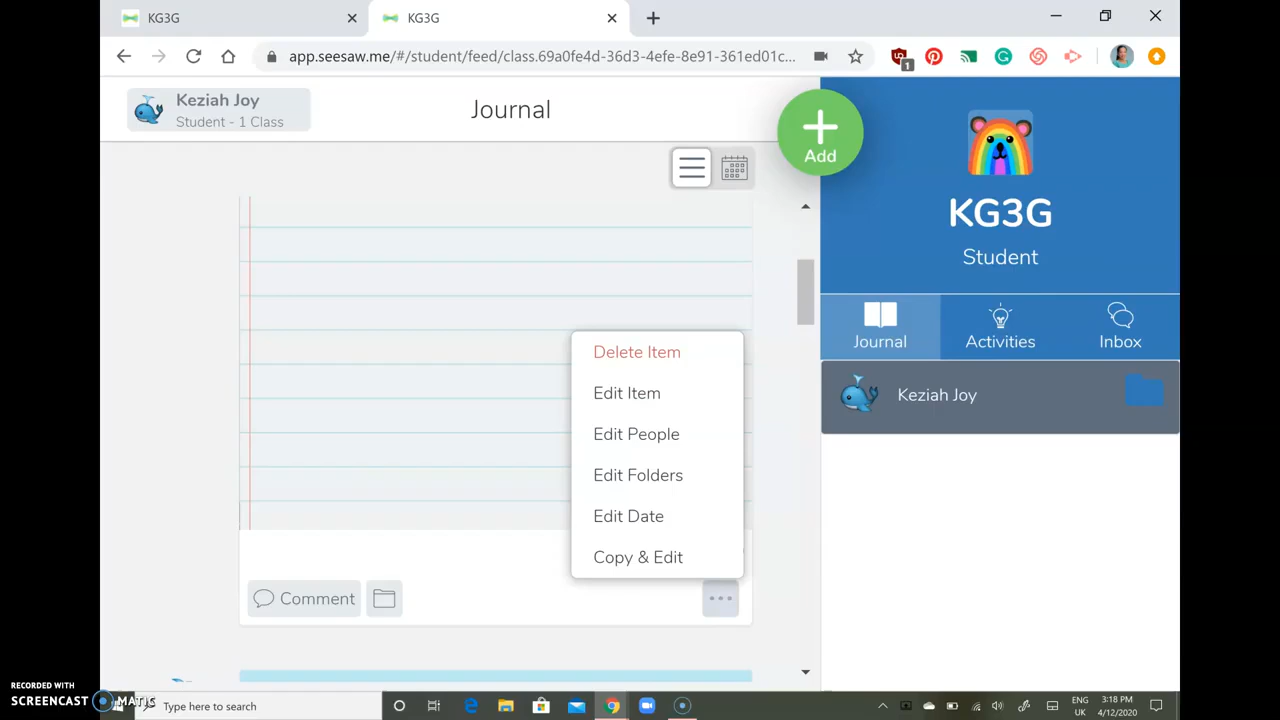 KG3G
KG3G
app.seesaw.me/#/student/feed/class.69a0fe4d-36d3-4efe-8e91-361ed01c...
1
Keziah Joy
Student - 1 Class
Journal
Add
KG3G
Student
Journal
Activities
Inbox
Keziah Joy
Delete Item
Edit Item
Edit People
Edit Folders
Edit Date
Copy & Edit
Comment
RECORDED WITH
SCREENCAST MATIC
Type here to search
ENG
UK
3:18 PM
4/12/2020